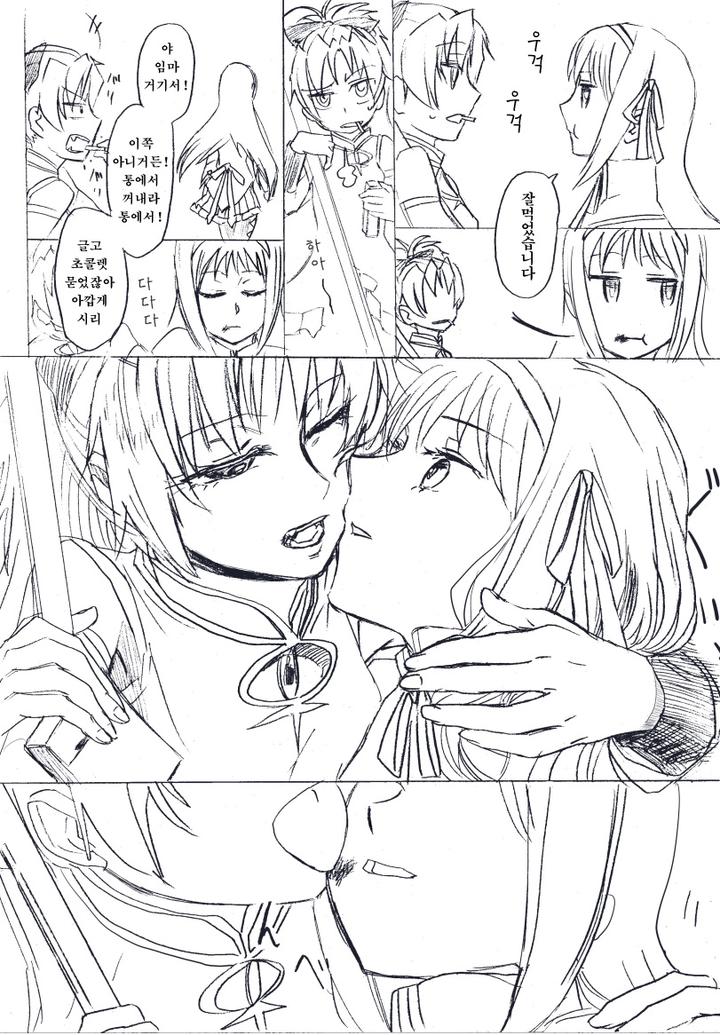 우걱
우걱
잘먹었습니다
하아
야
임마
거기서!
이쪽
아니거든!
통에서
꺼내라
통에서!
글고
초콜렛
묻었잖아
아깝게
시리
다
다
다